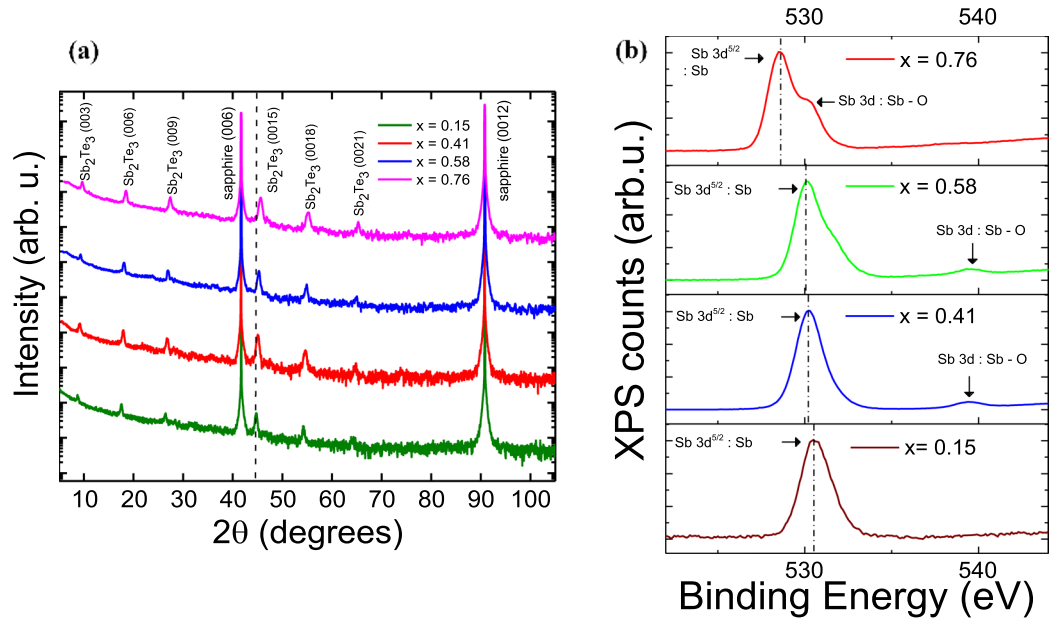 (a)
Sb2Te3 (003)
Sb2Te3 (006)
Sb2Te3 (009)
sapphire (006)
Sb2Te3 (0015)
Sb2Te3 (0018)
Sb2Te3 (0021)
sapphire (0012)
x = 0.15
x = 0.41
x = 0.58
x = 0.76
Intensity (arb. u.)
10 20 30 40 50 60 70 80 90 100
2θ (degrees)
(b)
530 540
Sb 3d5/2
: Sb
x = 0.76
Sb 3d : Sb - O
Sb 3d5/2 : Sb
x = 0.58
Sb 3d : Sb - O
Sb 3d5/2 : Sb
x = 0.41
Sb 3d : Sb - O
Sb 3d5/2 : Sb
x= 0.15
XPS counts (arb.u.)
530 540
Binding Energy (eV)